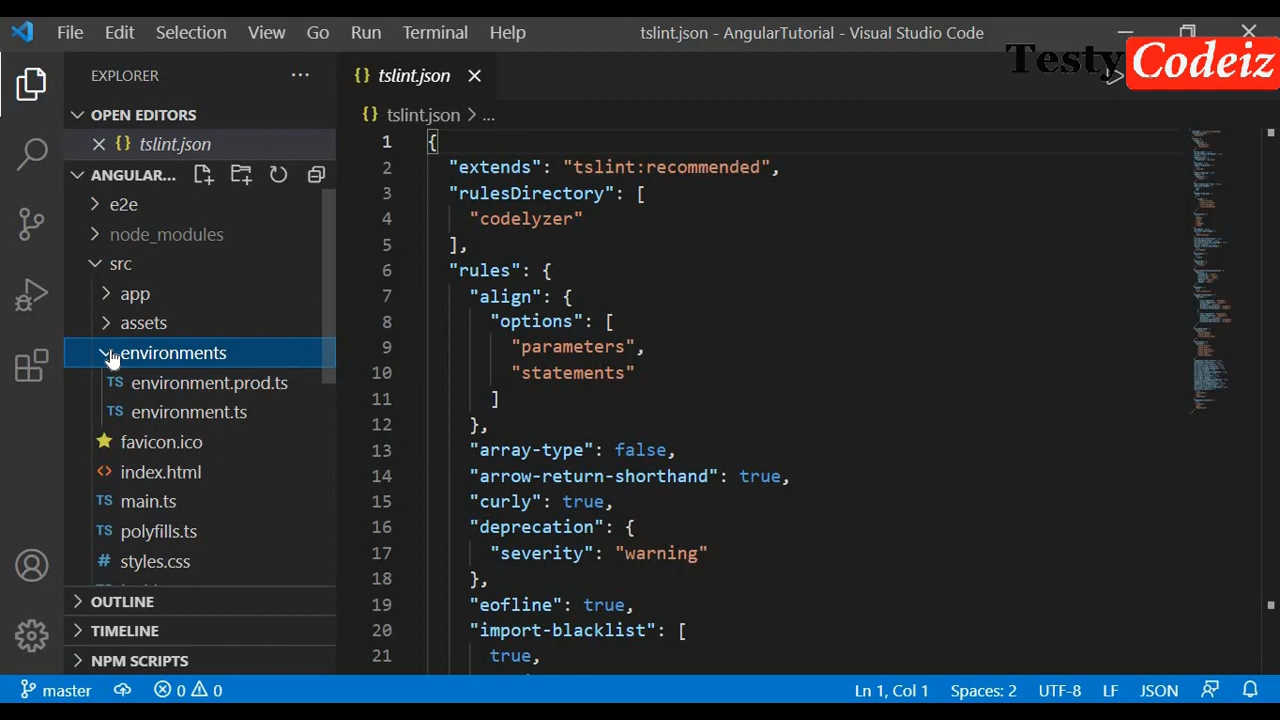 File Edit Selection View Go Run Terminal Help tslint.json - AngularTutorial - Visual Studio Code
Testy Codeiz
EXPLORER
OPEN EDITORS
tslint.json
ANGULAR...
e2e
node_modules
src
app
assets
environments
TS environment.prod.ts
TS environment.ts
favicon.ico
index.html
TS main.ts
TS polyfills.ts
# styles.css
OUTLINE
TIMELINE
NPM SCRIPTS
{} tslint.json
{} tslint.json > ...
1 {
2 "extends": "tslint:recommended",
3 "rulesDirectory": [
4 "codelyzer"
5 ],
6 "rules": {
7 "align": {
8 "options": [
9 "parameters",
10 "statements"
11 ]
12 },
13 "array-type": false,
14 "arrow-return-shorthand": true,
15 "curly": true,
16 "deprecation": {
17 "severity": "warning"
18 },
19 "eofline": true,
20 "import-blacklist": [
21 true,
master 0 0 Ln 1, Col 1 Spaces: 2 UTF-8 LF JSON